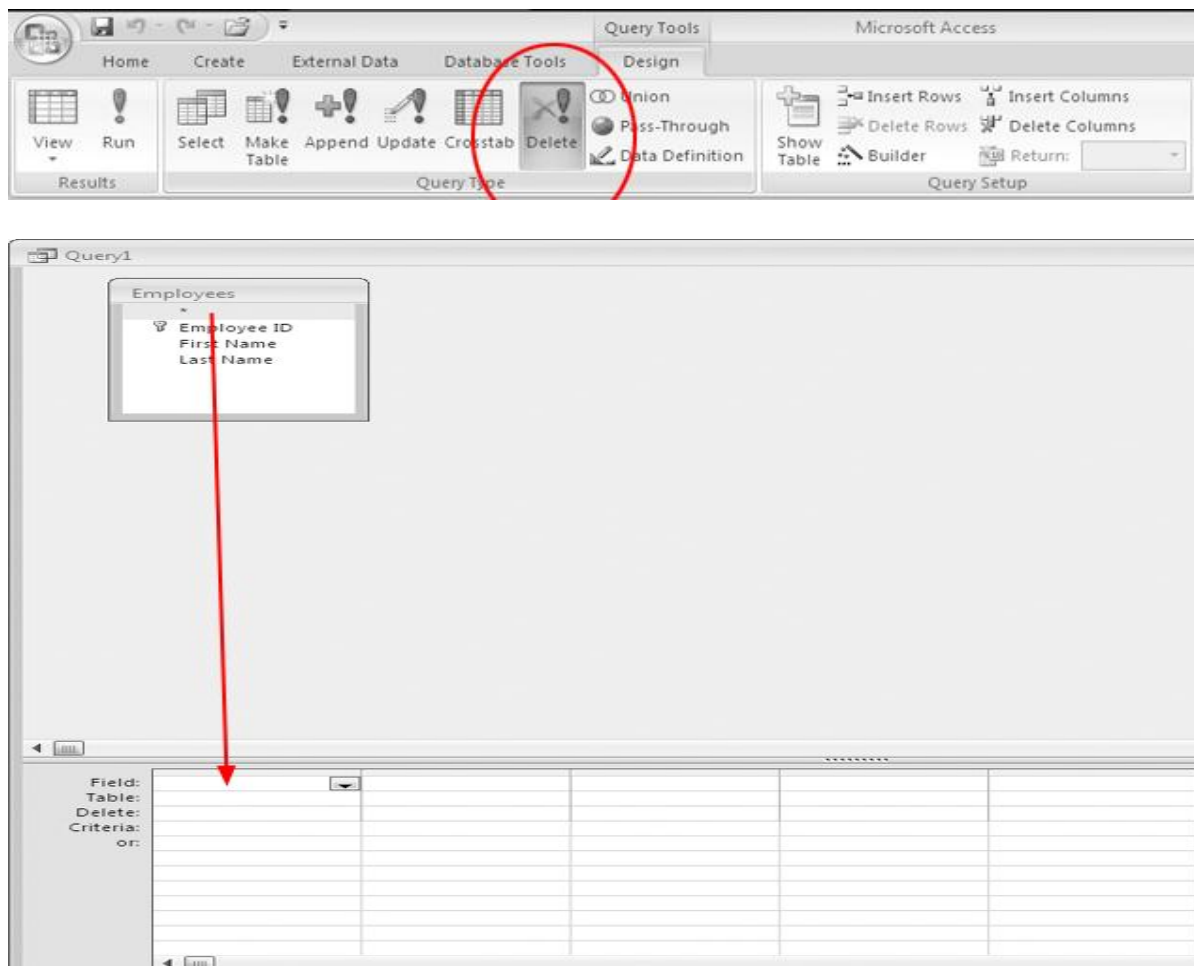 Query Tools Microsoft Access
Home Create External Data Database Tools Design
View Run Select Make Table Append Update Crosstab Delete
Union
Pass-Through
Data Definition
Show Table
Insert Rows Insert Columns
Delete Rows Delete Columns
Builder Return:
Results Query Type Query Setup
Query1
Employees
*
Employee ID
First Name
Last Name
Field:
Table:
Delete:
Criteria:
or: